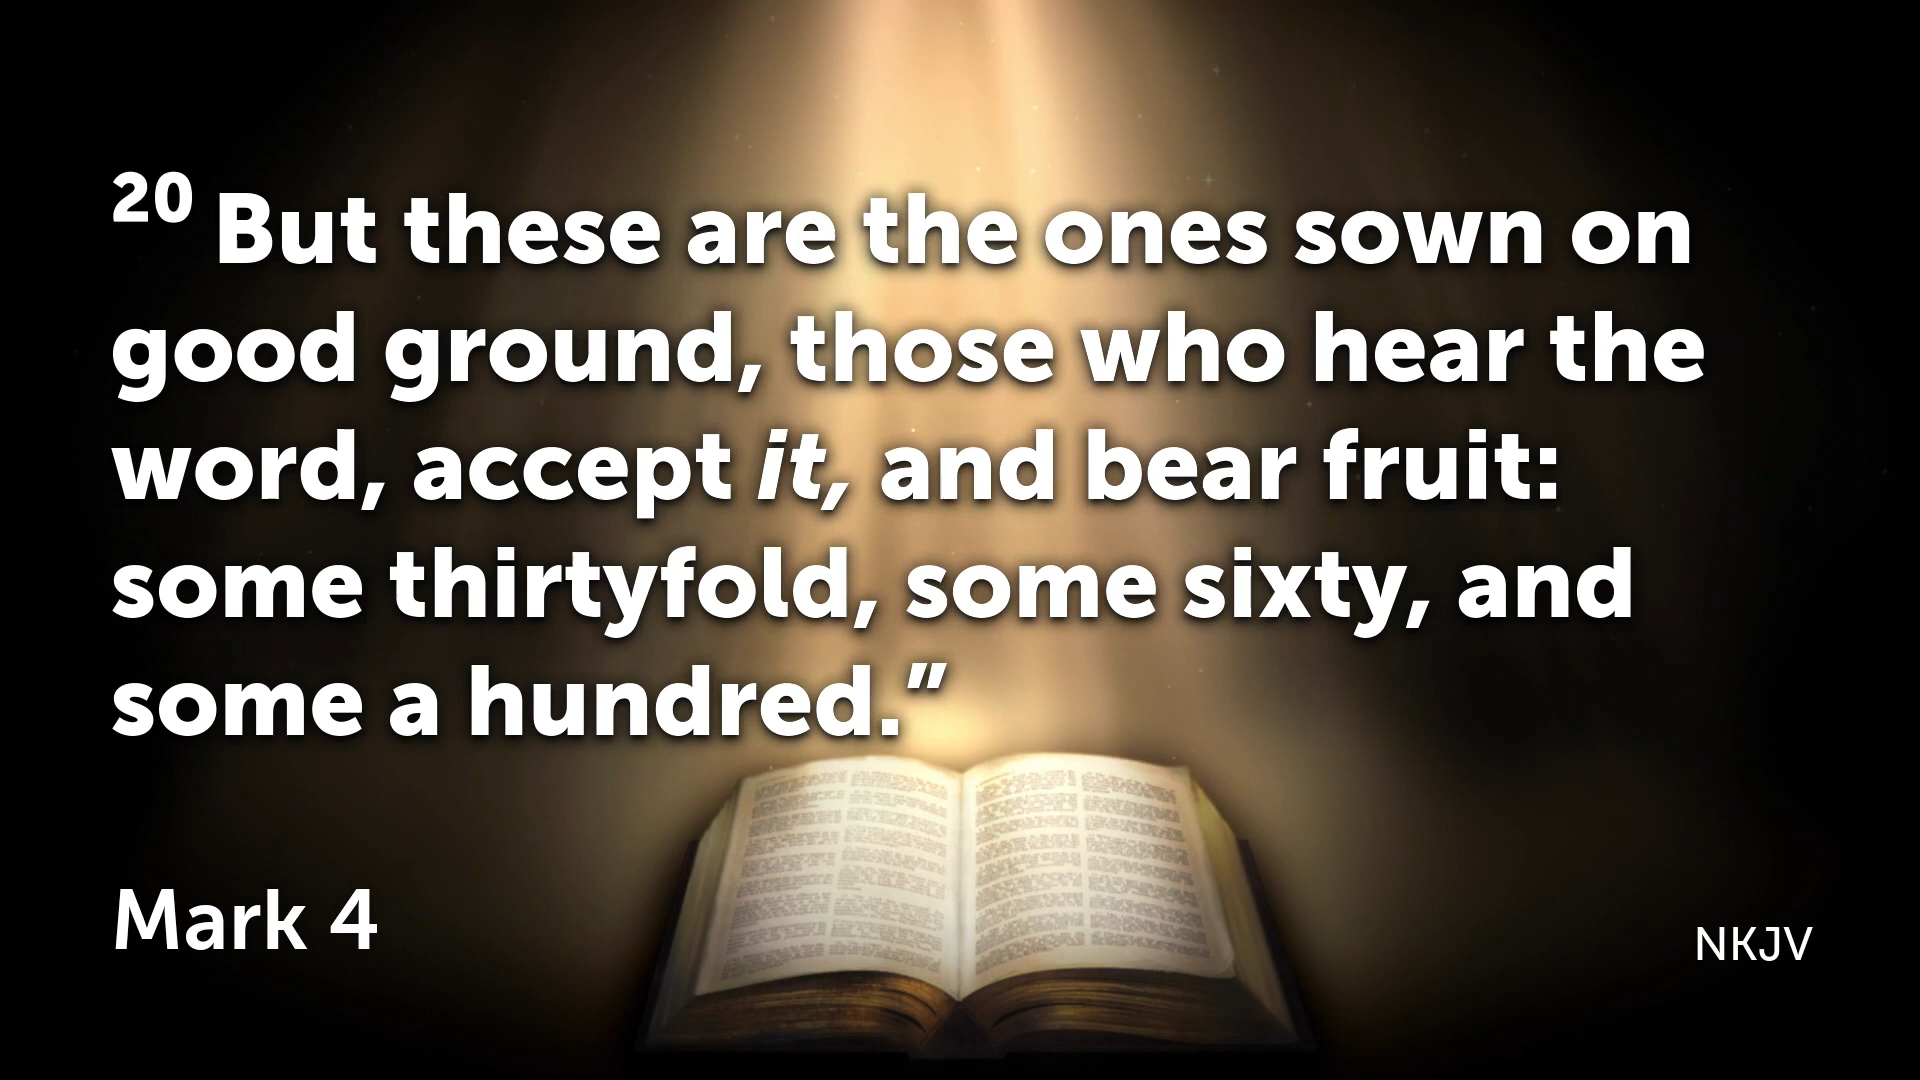 20 But these are the ones sown on
good ground, those who hear the
word, accept it, and bear fruit:
some thirtyfold, some sixty, and
some a hundred.”
Mark 4
NKJV